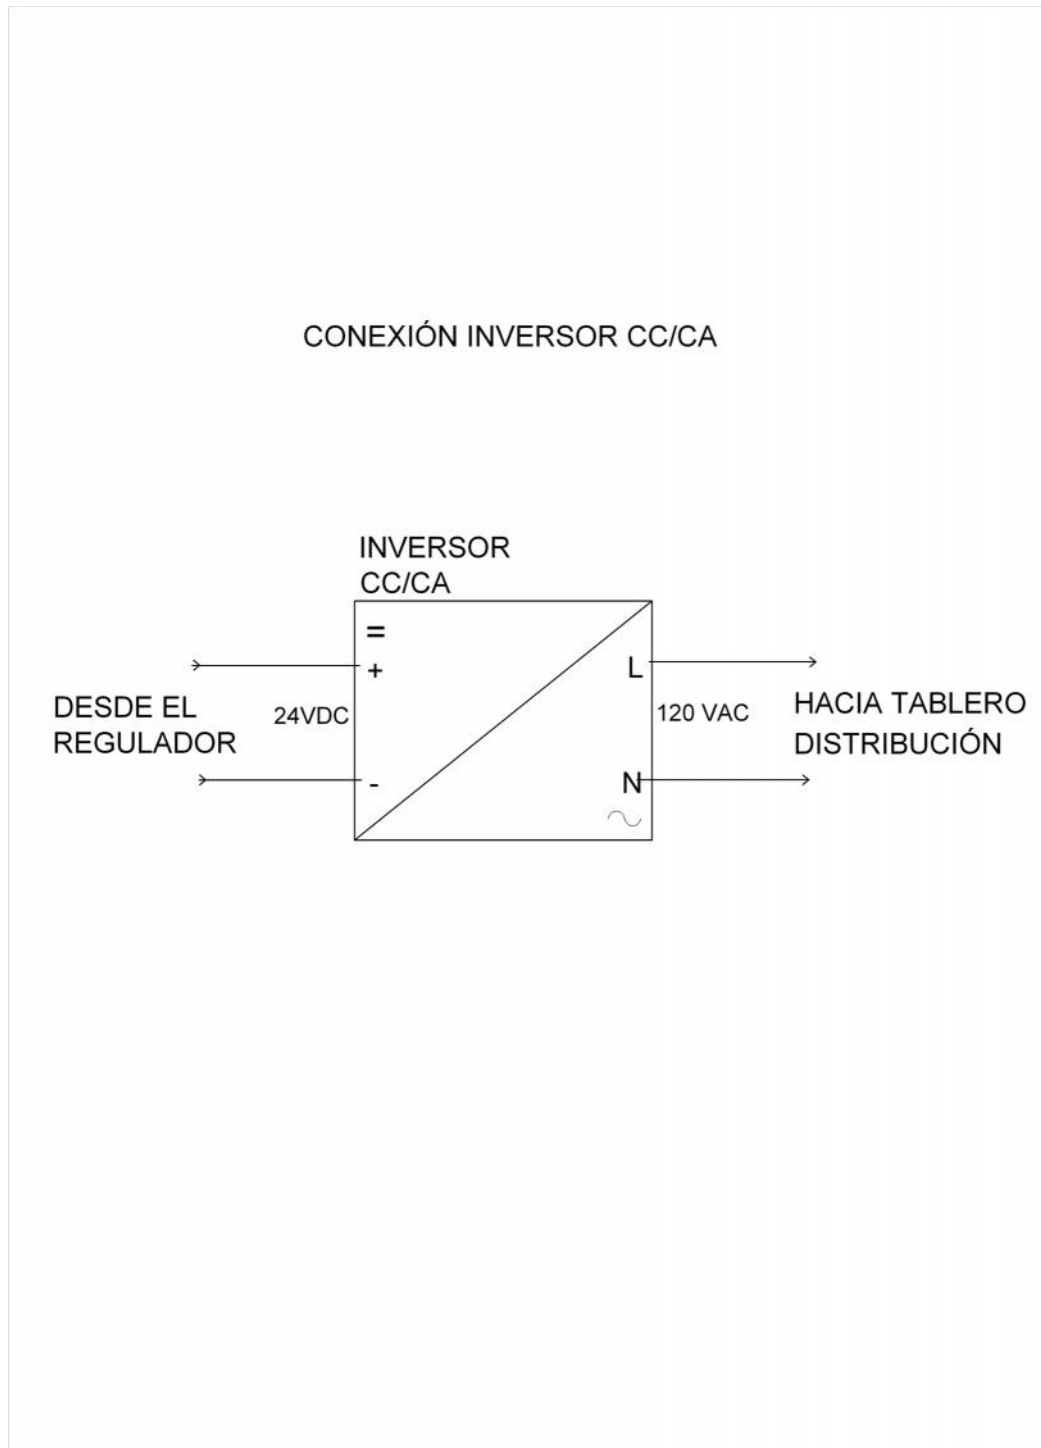 CONEXIÓN INVERSOR CC/CA
INVERSOR
CC/CA
=
+
DESDE EL
REGULADOR
24VDC
-
L
120 VAC
N
~
HACIA TABLERO
DISTRIBUCIÓN